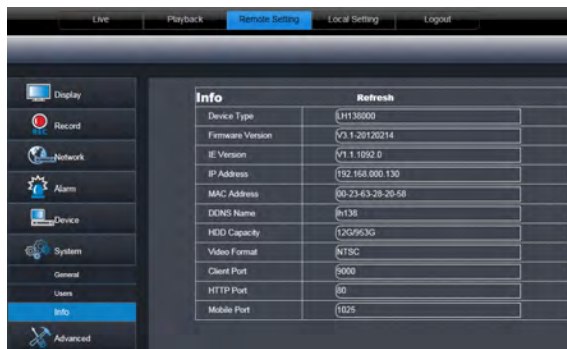 Live Playback Remote Setting Local Setting Logout
Display
Record
Network
Alarm
Device
System
General
Users
Info
Advanced
Info Refresh
Device Type LH138000
Firmware Version V3.1-20120214
IE Version V1.1.1092.0
IP Address 192.168.000.130
MAC Address 00-23-63-28-20-58
DDNS Name lh138
HDD Capacity 12G/953G
Video Format NTSC
Client Port 9000
HTTP Port 80
Mobile Port 1025